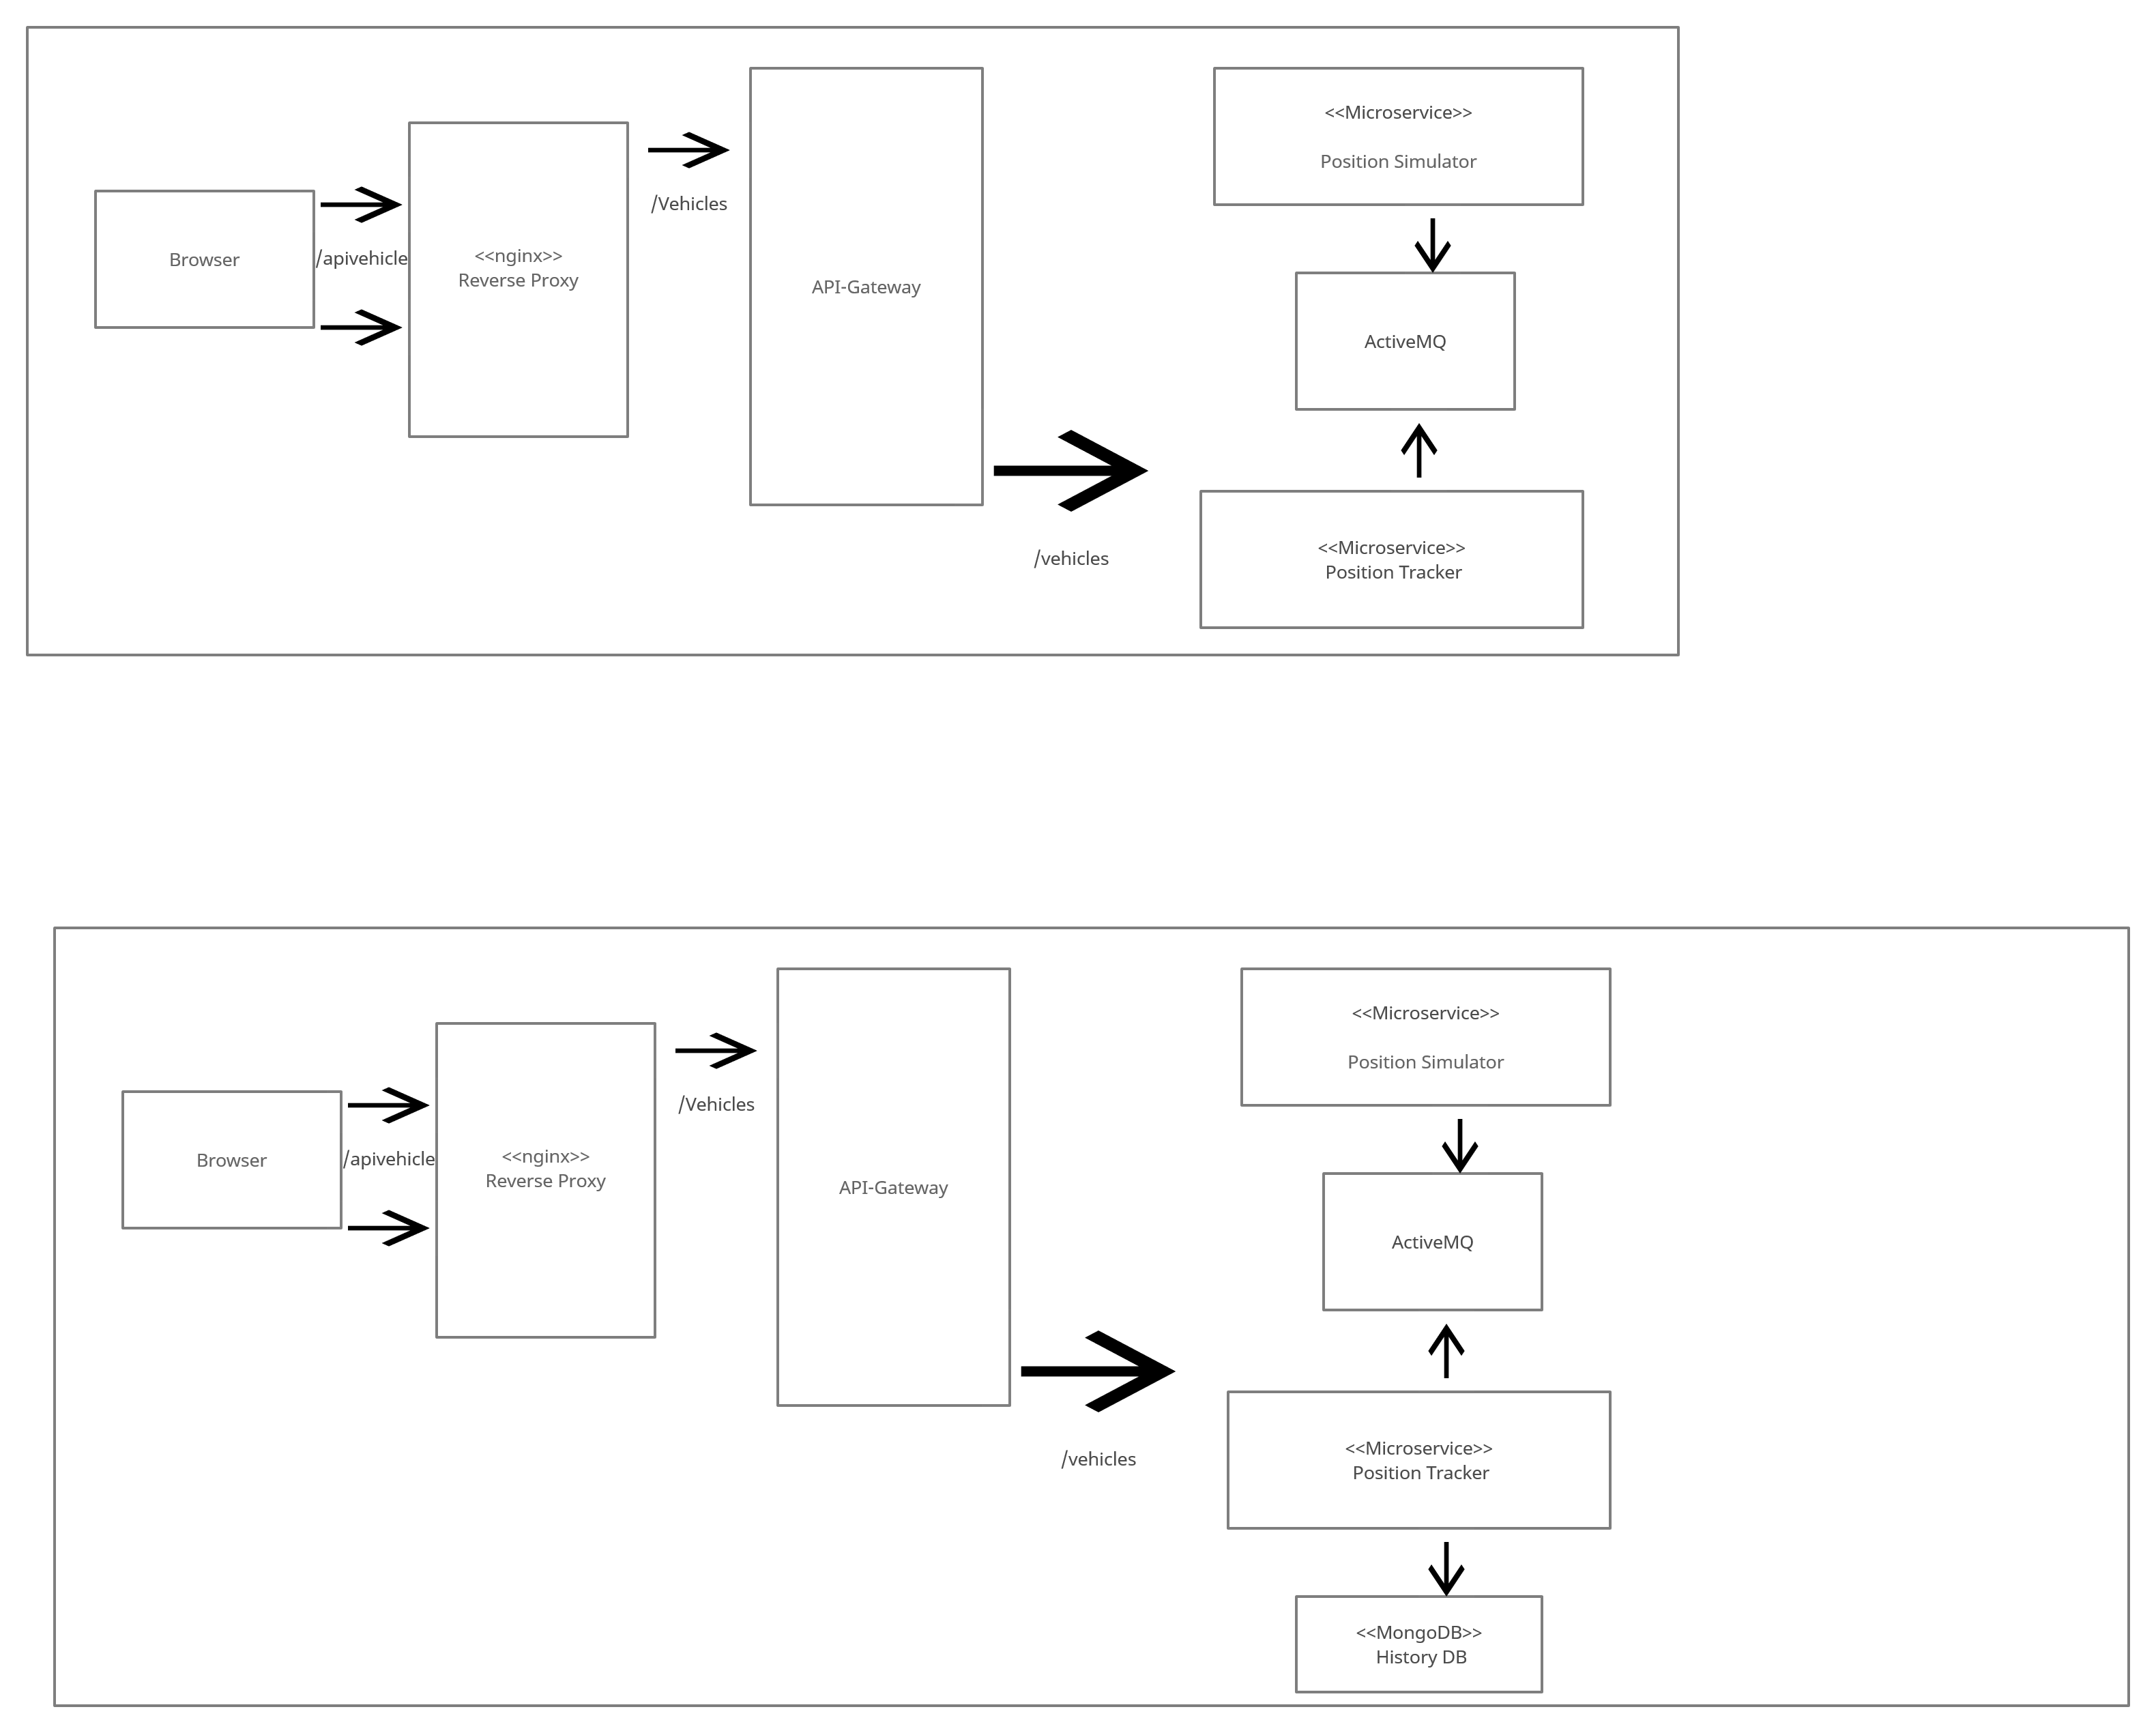 <<Microservice>>
Position Simulator
/Vehicles
Browser
/apivehicle
<<nginx>>
Reverse Proxy
API-Gateway
ActiveMQ
/vehicles
<<Microservice>>
Position Tracker
<<Microservice>>
Position Simulator
/Vehicles
Browser
/apivehicle
<<nginx>>
Reverse Proxy
API-Gateway
ActiveMQ
/vehicles
<<Microservice>>
Position Tracker
<<MongoDB>>
History DB